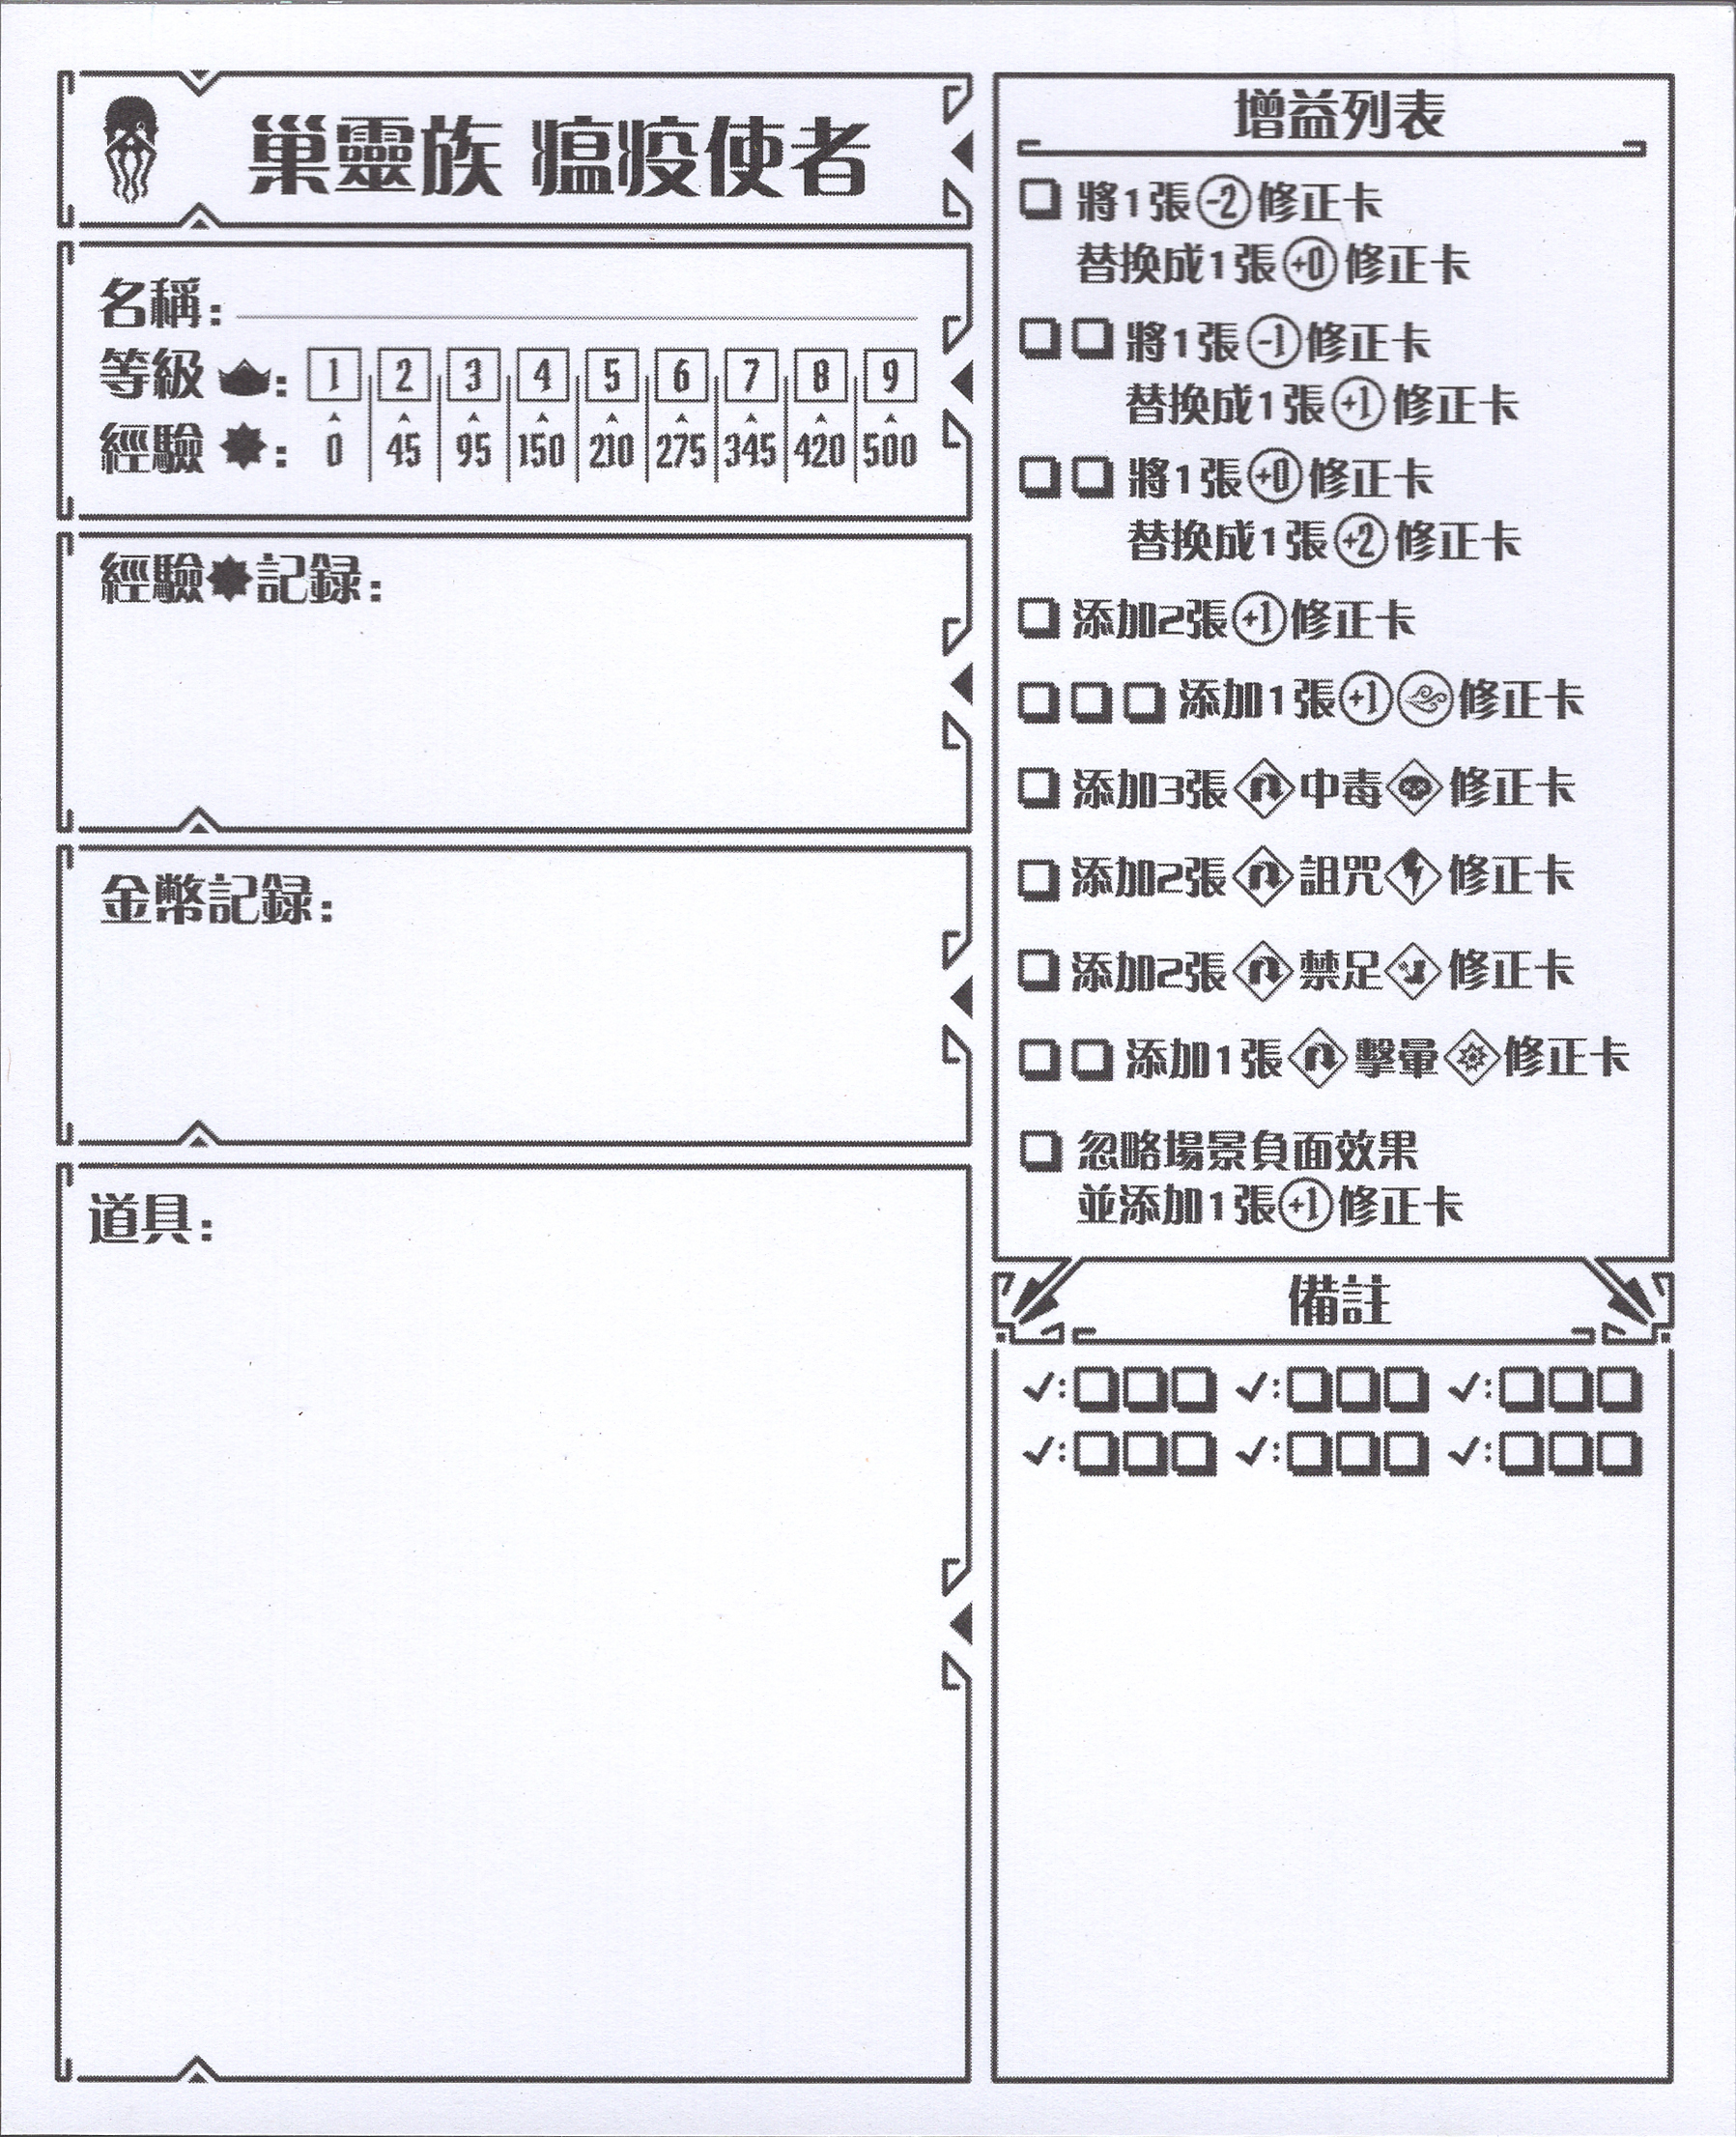 巢靈族 瘟疫使者
名稱：
等級：1 2 3 4 5 6 7 8 9
經驗：0 45 95 150 210 275 345 420 500
經驗記録：
金幣記録：
道具：
增益列表
將1張-2修正卡
替換成1張+0修正卡
將1張-1修正卡
替換成1張+1修正卡
將1張+0修正卡
替換成1張+2修正卡
添加2張+1修正卡
添加1張+1修正卡
添加3張中毒修正卡
添加2張詛咒修正卡
添加2張禁足修正卡
添加1張擊暈修正卡
忽略場景負面效果
並添加1張+1修正卡
備註
✓: ✓: ✓:
✓: ✓: ✓: